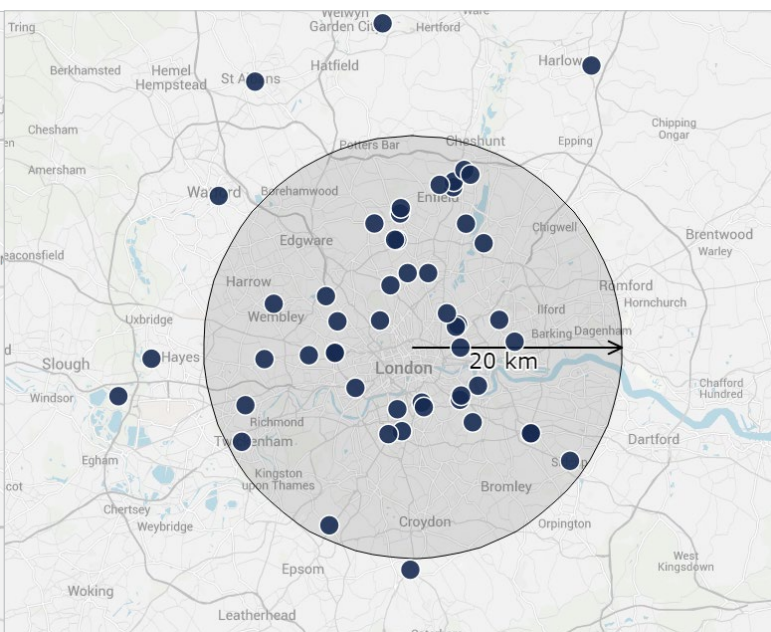 Welwyn
Ware
Tring
Garden City
Hertford
Harlow
Hatfield
Berkhamsted
Hemel
Hempstead
St Albans
Chipping
Ongar
Chesham
Potters Bar
Cheshunt
Epping
Amersham
Watford
Borehamwood
Enfield
Chigwell
Edgware
Brentwood
Warley
eaconsfield
Harrow
Romford
Hornchurch
Ilford
Uxbridge
Wembley
Barking
Dagenham
Slough
Hayes
20 km
London
Windsor
Chafford
Hundred
Richmond
Twickenham
Dartford
Egham
Kingston
upon Thames
cot
Bromley
Chertsey
Weybridge
Croydon
Orpington
West
Kingsdown
Epsom
Woking
Leatherhead